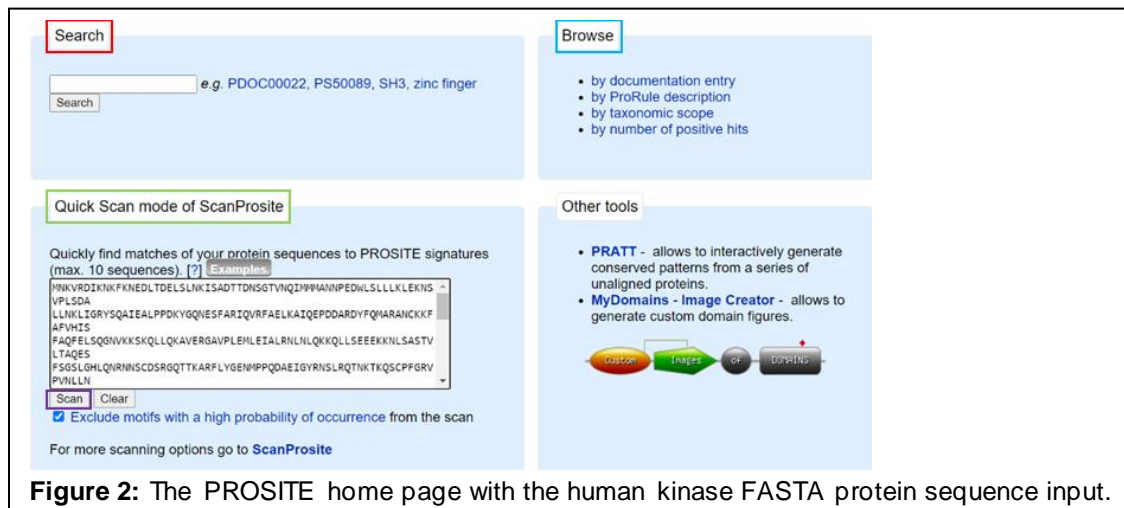 Search
e.g. PDOC00022, PS50089, SH3, zinc finger
Search
Browse
• by documentation entry
• by ProRule description
• by taxonomic scope
• by number of positive hits
Quick Scan mode of ScanProsite
Quickly find matches of your protein sequences to PROSITE signatures
(max. 10 sequences). [?] Examples
MNKVRDIKNKFKNEDLTDELSLNKISADTTDNSGTVNQIMMMANNPEDWLSLLLKLEKNS
VPLSDA
LLNKLIGRYSQAIEALPPDKYGQNESFARIQVRFAELKAIQEPDDARDYFQMARANCKKF
AFVHIS
FAQFELSQGNVKKSKQLLQKAVERGAVPLEMLEIALRNLNLQKKQLLSEEEKKNLSASTV
LTAQES
FSGSLGHLQNRNNSCDSRGQTTKARFLYGENMPPQDAEIGYRNSLRQTNKTKQSCPFGRV
PVNLLN
Scan Clear
Exclude motifs with a high probability of occurrence from the scan
For more scanning options go to ScanProsite
Other tools
• PRATT - allows to interactively generate
conserved patterns from a series of
unaligned proteins.
• MyDomains - Image Creator - allows to
generate custom domain figures.
Custom Images of DOMAINS
Figure 2: The PROSITE home page with the human kinase FASTA protein sequence input.